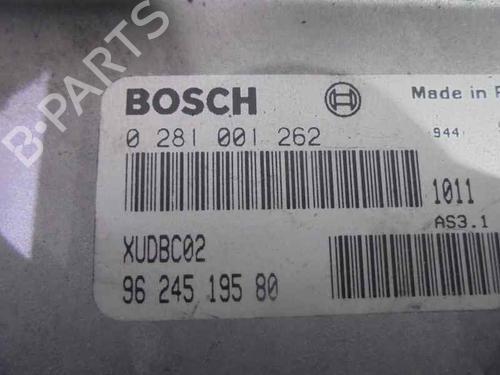 BOSCH
Made in
0 281 001 262
944
1011
AS3.1
XUDBC02
96 245 195 80
B-PARTS